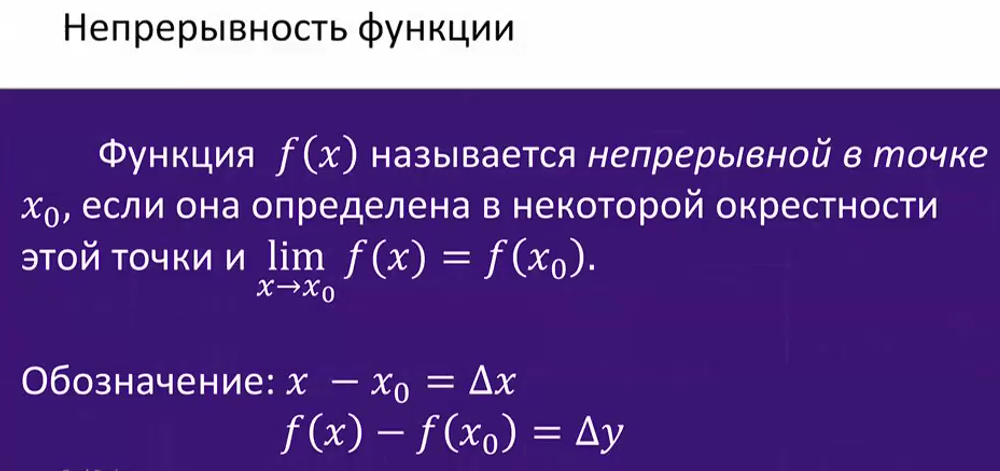 Непрерывность функции
Функция f(x) называется непрерывной в точке
x₀, если она определена в некоторой окрестности
этой точки и lim f(x) = f(x₀).
x→x₀
Обозначение: x − x₀ = Δx
f(x) − f(x₀) = Δy